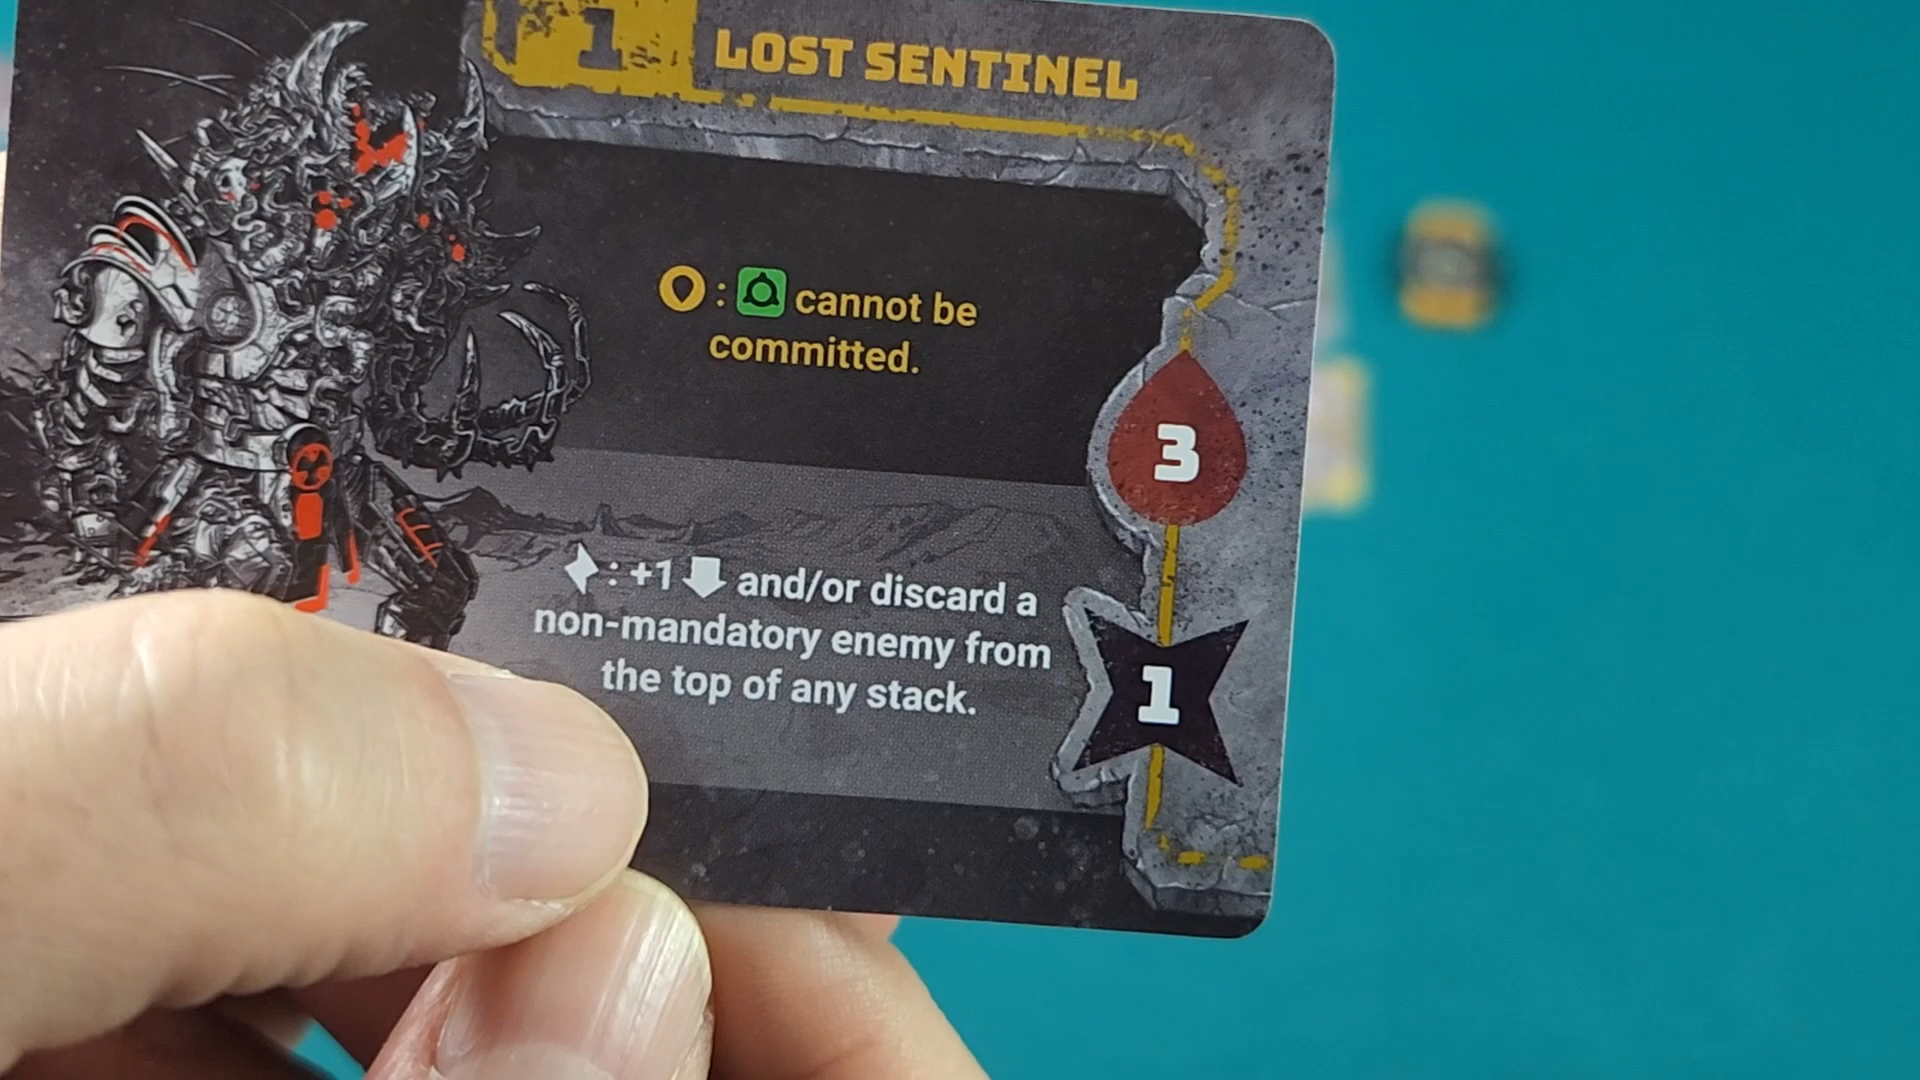 1 LOST SENTINEL
: cannot be
committed.
3
: +1 and/or discard a
non-mandatory enemy from
the top of any stack.
1